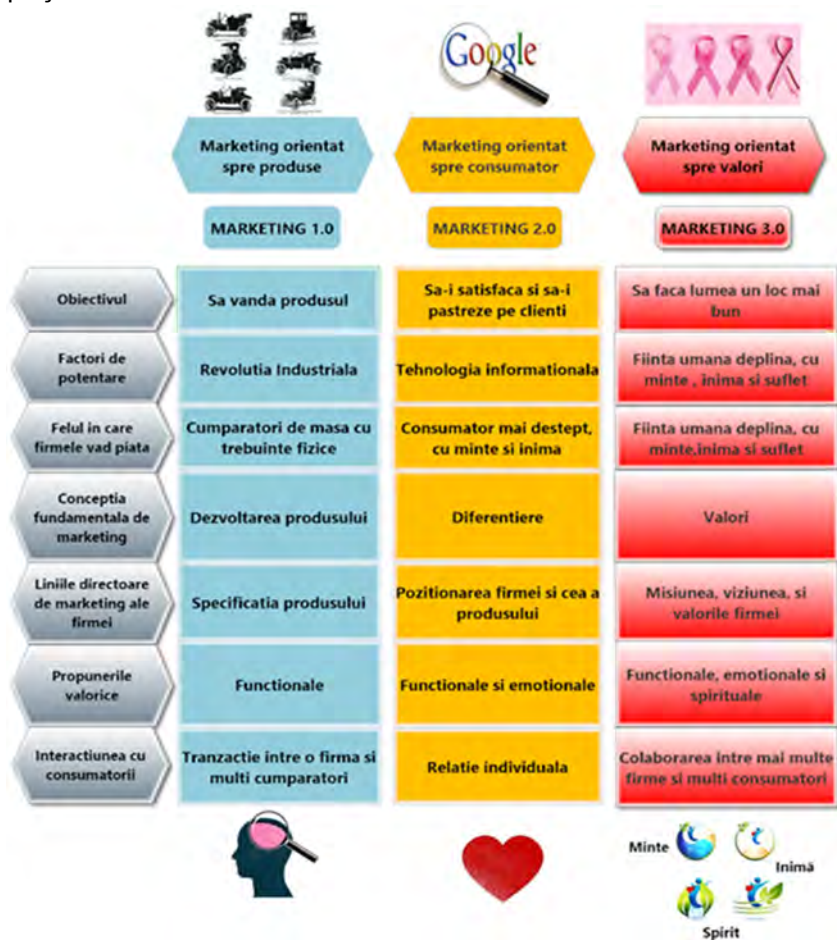 Google
Marketing orientat
spre produse
Marketing orientat
spre consumator
Marketing orientat
spre valori
MARKETING 1.0
MARKETING 2.0
MARKETING 3.0
Obiectivul
Sa vanda produsul
Sa-i satisfaca si sa-i
pastreze pe clienti
Sa faca lumea un loc mai
bun
Factori de
potentare
Revolutia Industriala
Tehnologia informationala
Fiinta umana deplina, cu
minte , inima si suflet
Felul in care
firmele vad piata
Cumparatori de masa cu
trebuinte fizice
Consumator mai destept,
cu minte si inima
Fiinta umana deplina, cu
minte,inima si suflet
Conceptia
fundamentala de
marketing
Dezvoltarea produsului
Diferentiere
Valori
Liniile directoare
de marketing ale
firmei
Specificatia produsului
Pozitionarea firmei si cea a
produsului
Misiunea, viziunea, si
valorile firmei
Propunerile
valorice
Functionale
Functionale si emotionale
Functionale, emotionale si
spirituale
Interactiunea cu
consumatorii
Tranzactie intre o firma si
multi cumparatori
Relatie individuala
Colaborarea intre mai multe
firme si multi consumatori
Minte
Inimă
Spirit